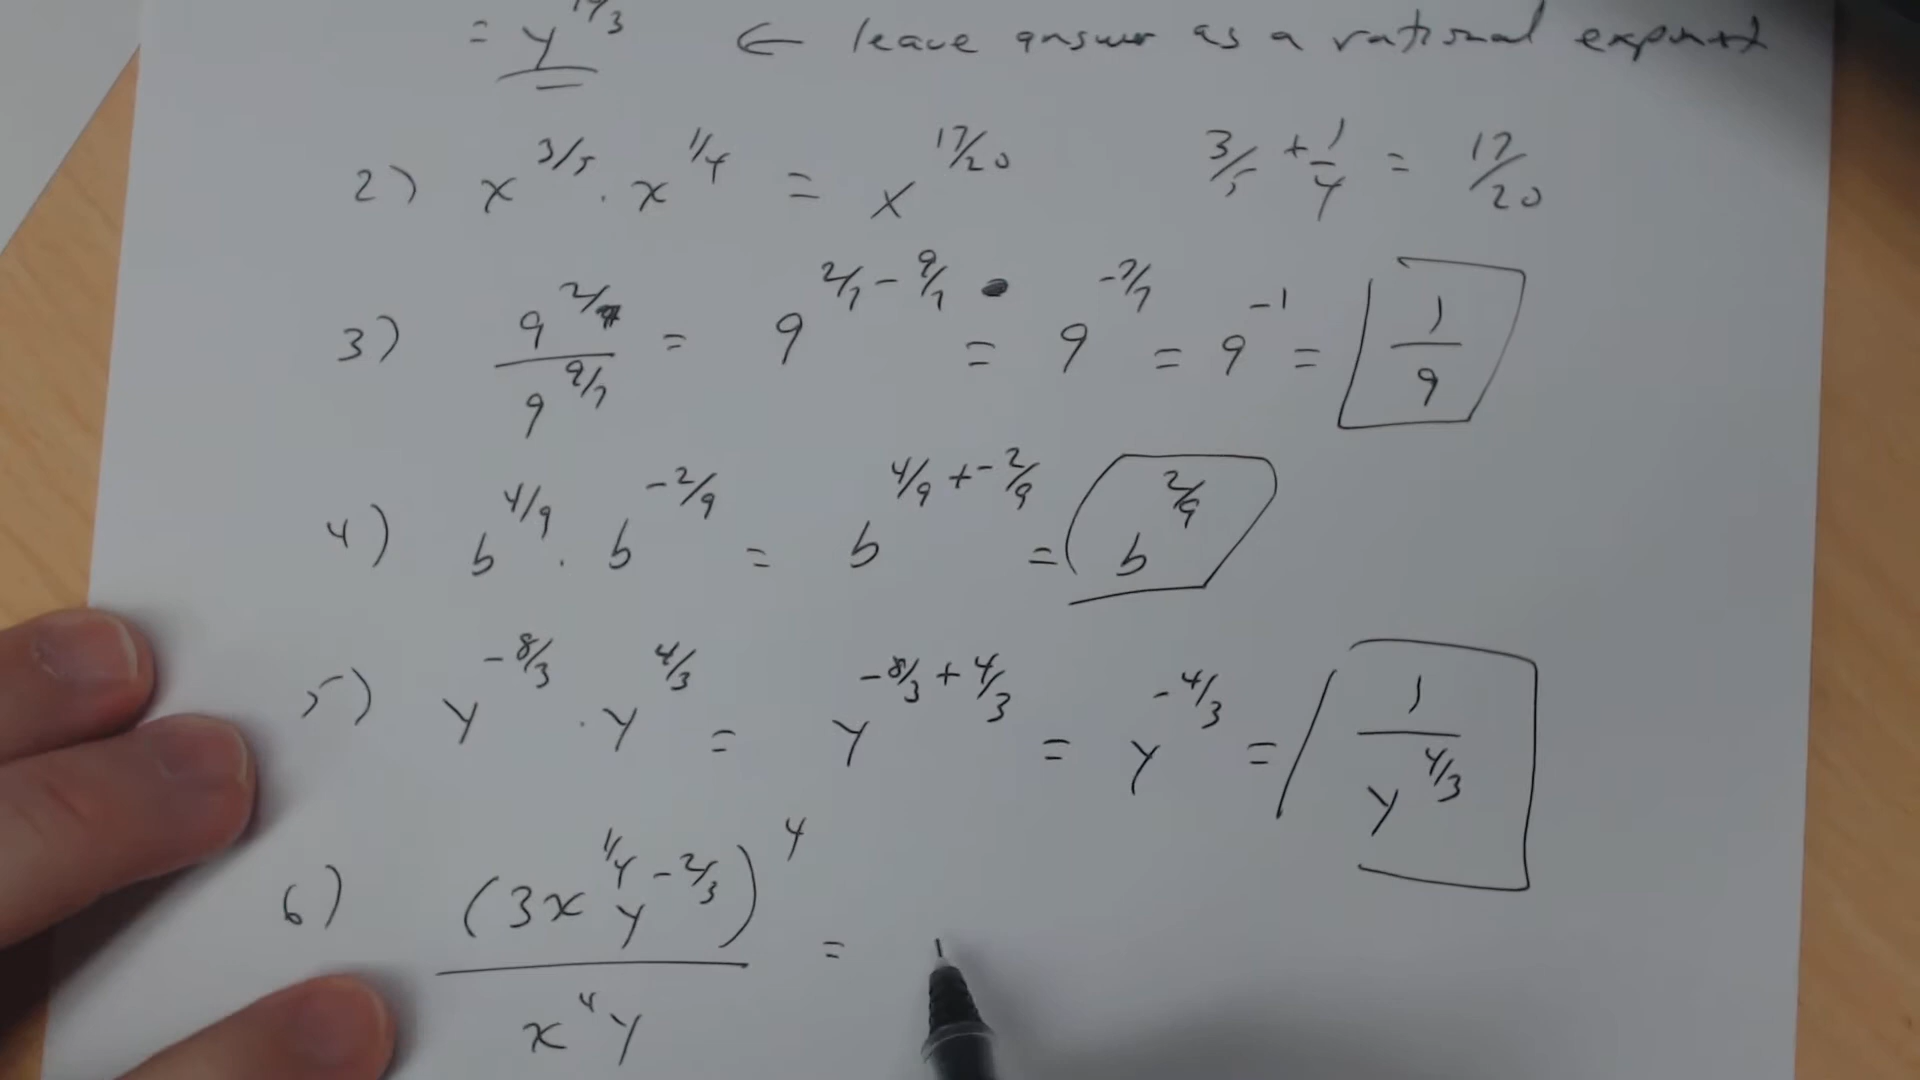 = y /3 ← leave answer as a rational exponent
2) x^3/5 · x^1/4 = x^17/20 3/5 + 1/4 = 17/20
3) 9^2/7 / 9^9/7 = 9^2/7 - 9/7 = 9^-7/7 = 9^-1 = 1/9
4) b^4/9 · b^-2/9 = b^4/9 + -2/9 = b^2/9
5) y^-8/3 · y^4/3 = y^-8/3 + 4/3 = y^-4/3 = 1/y^4/3
6) (3x^1/4 y^-2/3)^4 / x^4 y =